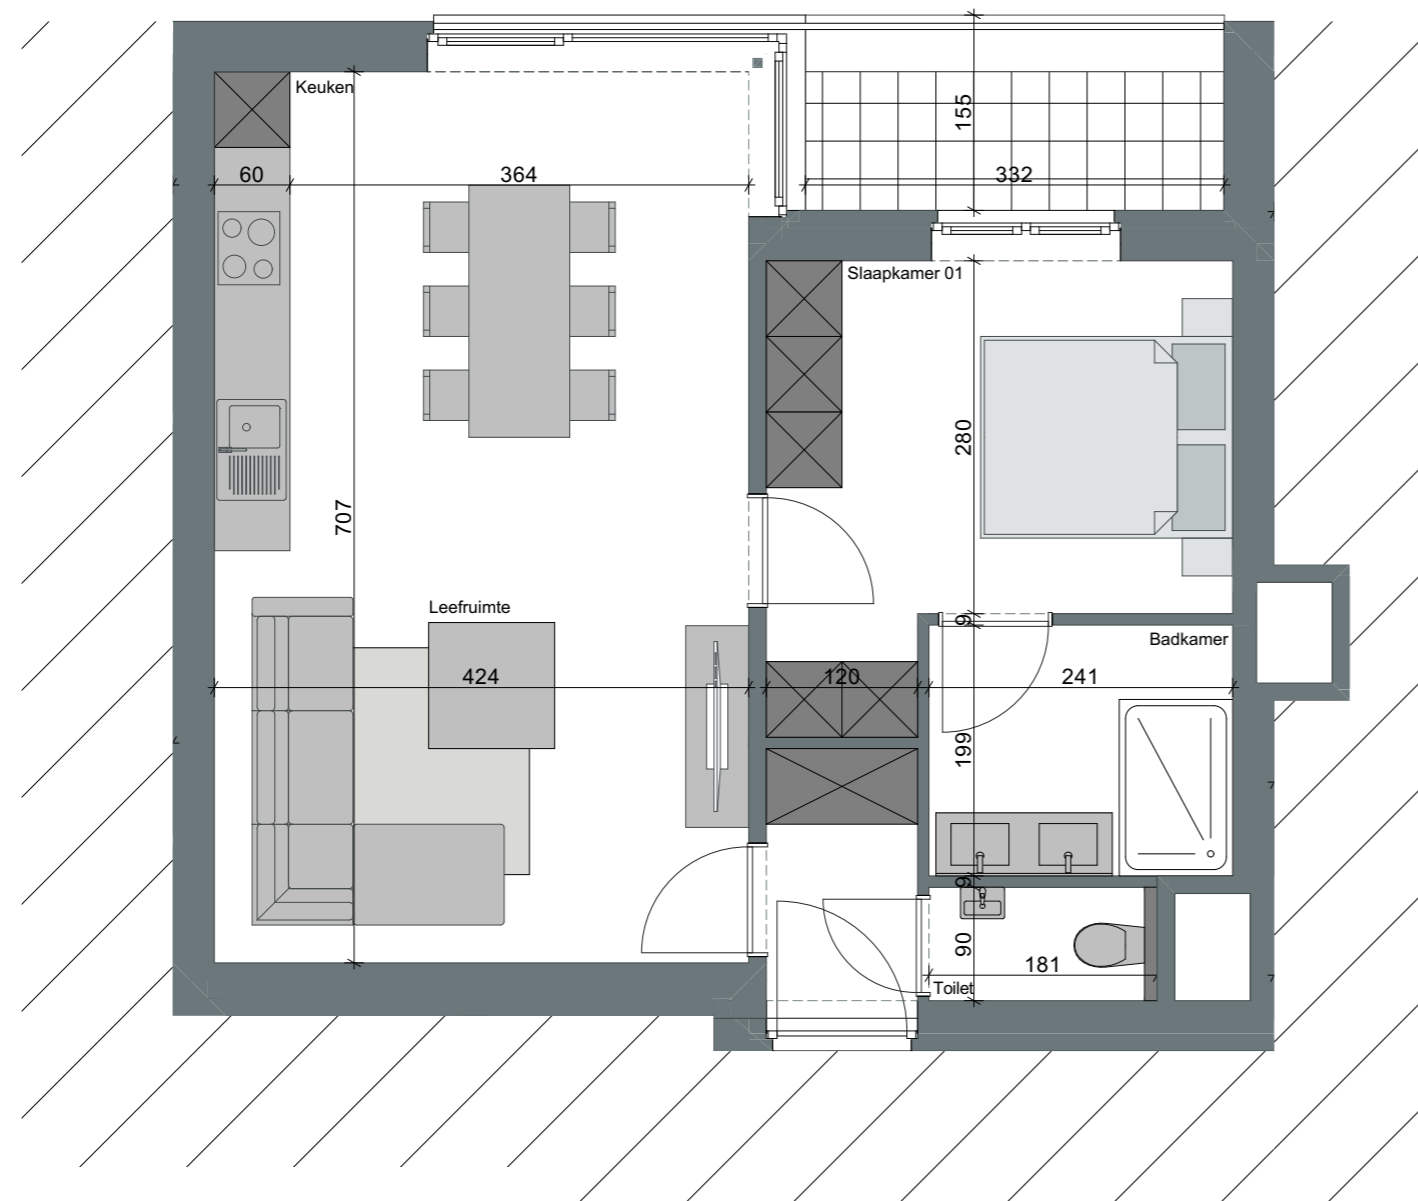 Keuken
155
60
364
332
Slaapkamer 01
280
707
Leefruimte
9
Badkamer
424
120
241
199
9
90
181
Toilet